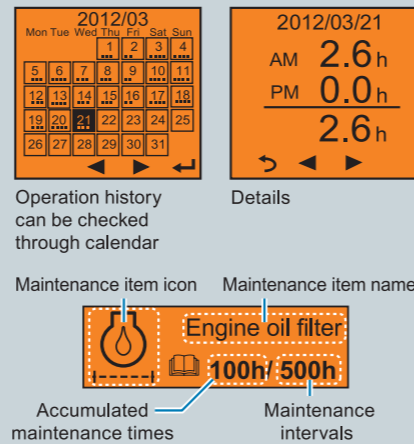 2012/03
Mon Tue Wed Thu Fri Sat Sun
1 2 3 4
5 6 7 8 9 10 11
12 13 14 15 16 17 18
19 20 21 22 23 24 25
26 27 28 29 30 31
Operation history
can be checked
through calendar
2012/03/21
AM 2.6 h
PM 0.0 h
2.6 h
Details
Maintenance item icon
Maintenance item name
Engine oil filter
100h/ 500h
Accumulated
maintenance times
Maintenance
intervals